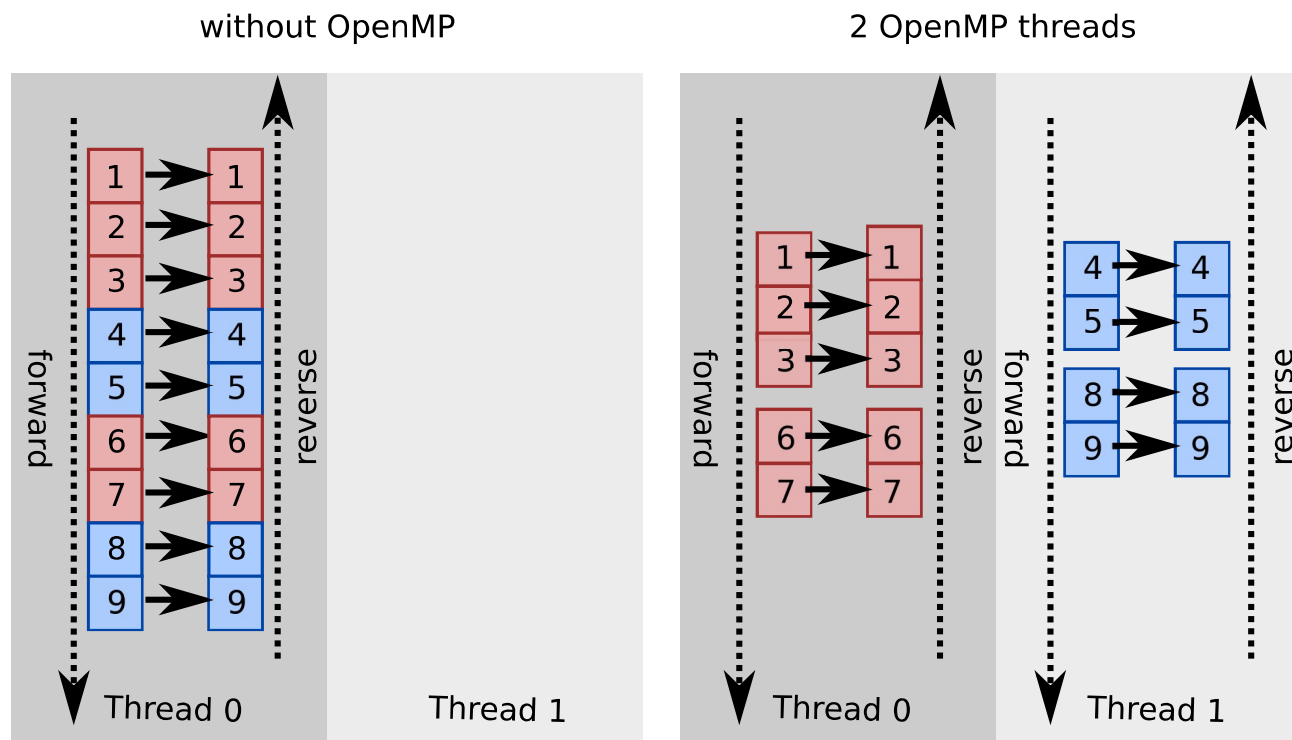 without OpenMP
2 OpenMP threads
forward
1 1
2 2
3 3
4 4
5 5
6 6
7 7
8 8
9 9
reverse
Thread 0
Thread 1
forward
1 1
2 2
3 3
6 6
7 7
reverse
Thread 0
forward
4 4
5 5
8 8
9 9
reverse
Thread 1